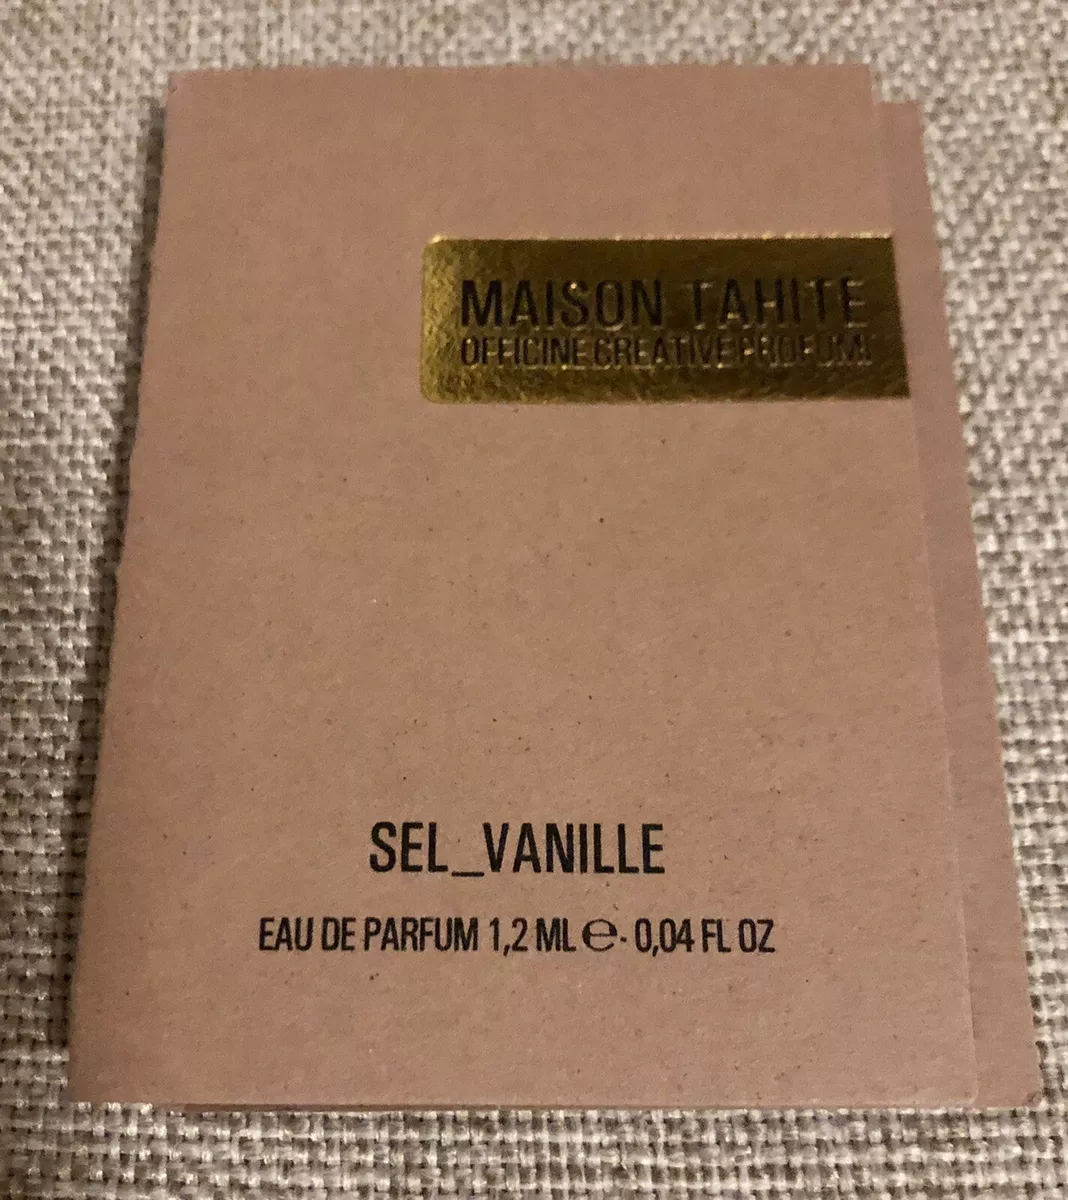 MAISON TAHITE
OFFICINE CREATIVE PROFUMI
SEL_VANILLE
EAU DE PARFUM 1,2 ML ℮ · 0,04 FL OZ